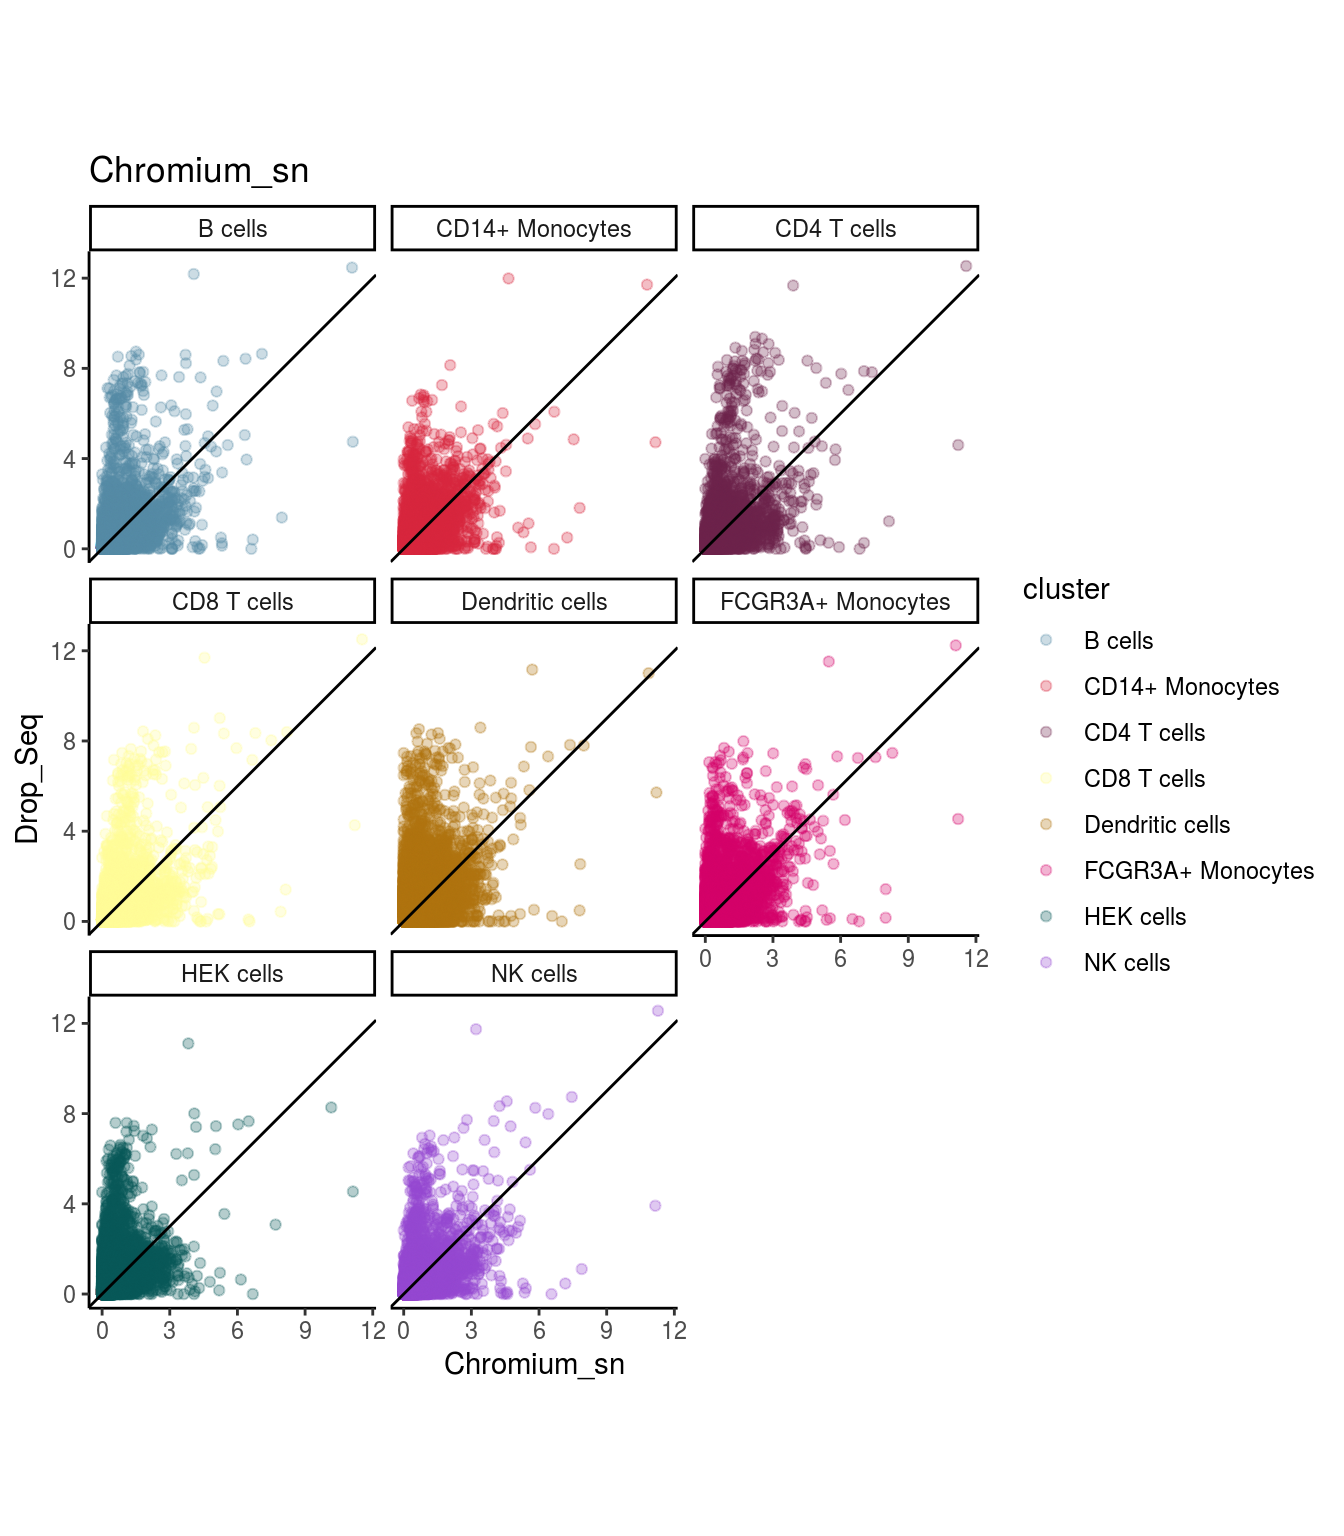 Chromium_sn
B cells
CD14+ Monocytes
CD4 T cells
12
8
4
0
CD8 T cells
Dendritic cells
FCGR3A+ Monocytes
12
8
4
0
0 3 6 9 12
HEK cells
NK cells
12
8
4
0
0 3 6 9 12
0 3 6 9 12
Chromium_sn
Drop_Seq
cluster
B cells
CD14+ Monocytes
CD4 T cells
CD8 T cells
Dendritic cells
FCGR3A+ Monocytes
HEK cells
NK cells